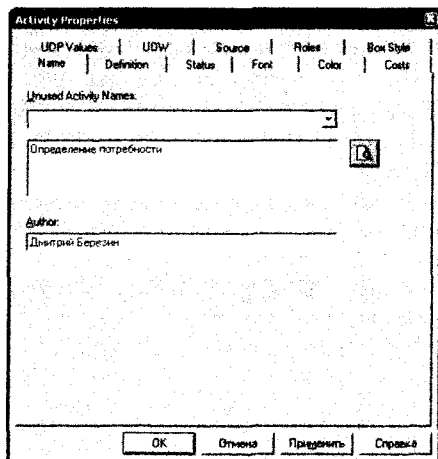 Activity Properties
UDP Values UDW Source Roles Box Style
Name Definition Status Font Color Costs
Unused Activity Names:
Определение потребности
Author:
Дмитрий Березин
OK Отмена Применить Справка